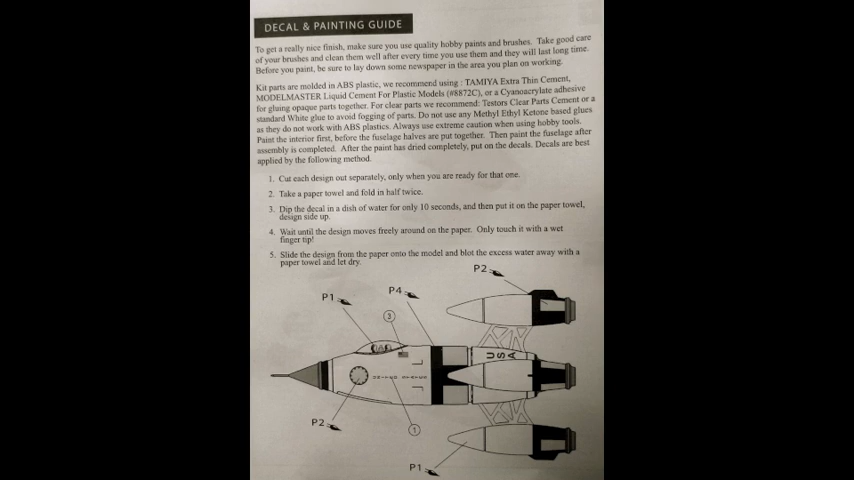 DECAL & PAINTING GUIDE
To get a really nice finish, make sure you use quality hobby paints and brushes. Take good care
of your brushes and clean them well after every time you use them and they will last long time.
Before you paint, be sure to lay down some newspaper in the area you plan on working.
Kit parts are molded in ABS plastic, we recommend using : TAMIYA Extra Thin Cement,
MODELMASTER Liquid Cement For Plastic Models (#8872C), or a Cyanoacrylate adhesive
for gluing opaque parts together. For clear parts we recommend: Testors Clear Parts Cement or a
standard White glue to avoid fogging of parts. Do not use any Methyl Ethyl Ketone based glues
as they do not work with ABS plastics. Always use extreme caution when using hobby tools.
Paint the interior first, before the fuselage halves are put together. Then paint the fuselage after
assembly is completed. After the paint has dried completely, put on the decals. Decals are best
applied by the following method.
1. Cut each design out separately, only when you are ready for that one.
2. Take a paper towel and fold in half twice.
3. Dip the decal in a dish of water for only 10 seconds, and then put it on the paper towel,
design side up.
4. Wait until the design moves freely around on the paper. Only touch it with a wet
finger tip!
5. Slide the design from the paper onto the model and blot the excess water away with a
paper towel and let dry.
P2
P4
P1
3
USA
P2
1
P1